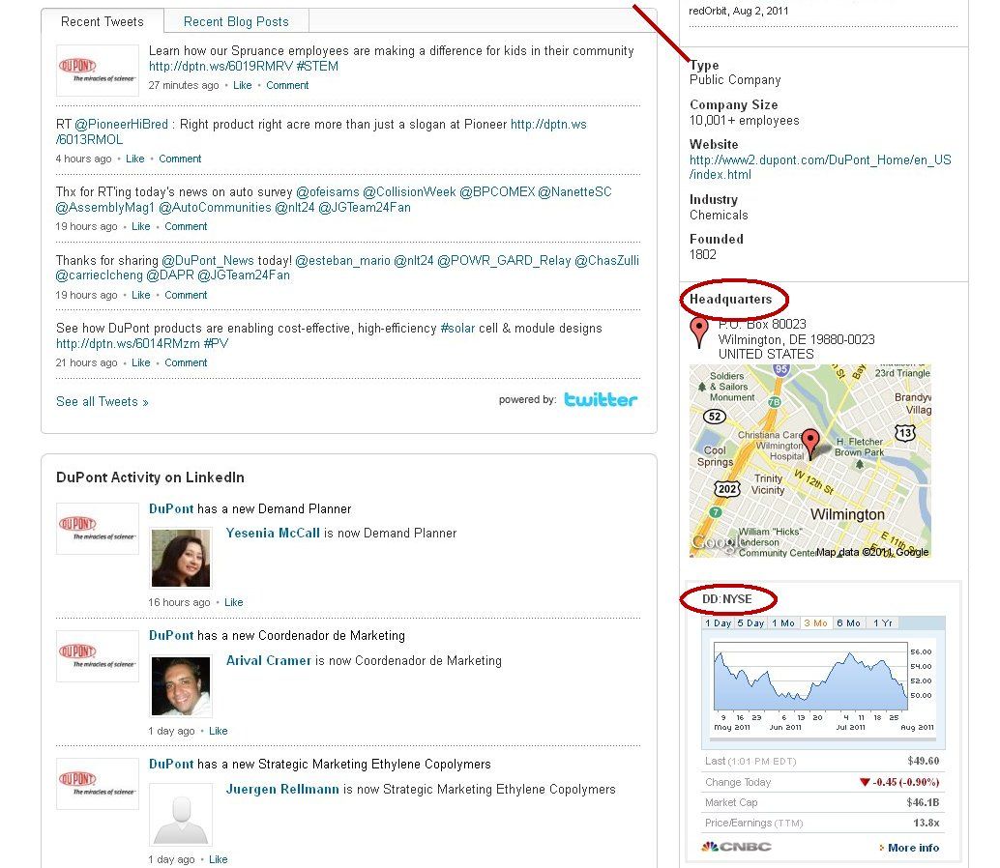 Recent Tweets
Recent Blog Posts
DUPONT
The miracles of science
Learn how our Spruance employees are making a difference for kids in their community
http://dptn.ws/6019RMRV #STEM
27 minutes ago • Like • Comment
RT @PioneerHiBred : Right product right acre more than just a slogan at Pioneer http://dptn.ws
/6013RMOL
4 hours ago • Like • Comment
Thx for RT'ing today's news on auto survey @ofeisams @CollisionWeek @BPCOMEX @NanetteSC
@AssemblyMag1 @AutoCommunities @nlt24 @JGTeam24Fan
19 hours ago • Like • Comment
Thanks for sharing @DuPont_News today! @esteban_mario @nlt24 @POWR_GARD_Relay @ChasZulli
@carrieclcheng @DAPR @JGTeam24Fan
19 hours ago • Like • Comment
See how DuPont products are enabling cost-effective, high-efficiency #solar cell & module designs
http://dptn.ws/6014RMzm #PV
21 hours ago • Like • Comment
See all Tweets »
powered by: twitter
DuPont Activity on LinkedIn
DUPONT
The miracles of science
DuPont has a new Demand Planner
Yesenia McCall is now Demand Planner
16 hours ago • Like
DUPONT
The miracles of science
DuPont has a new Coordenador de Marketing
Arival Cramer is now Coordenador de Marketing
1 day ago • Like
DUPONT
The miracles of science
DuPont has a new Strategic Marketing Ethylene Copolymers
Juergen Rellmann is now Strategic Marketing Ethylene Copolymers
1 day ago • Like
redOrbit, Aug 2, 2011
Type
Public Company
Company Size
10,001+ employees
Website
http://www2.dupont.com/DuPont_Home/en_US
/index.html
Industry
Chemicals
Founded
1802
Headquarters
P.O. Box 80023
Wilmington, DE 19880-0023
UNITED STATES
95
23rd Triangle
Soldiers
& Sailors
Monument
7B
Brandyv
Villag
52
13
Christiana Care
Wilmington
Hospital
H. Fletcher
Brown Park
Cool
Springs
Trinity
Vicinity
W 12th St
202
7
Wilmington
William "Hicks"
Anderson
Community Center
E 11th S
Google
Map data ©2011 Google
DD:NYSE
1 Day 5 Day 1 Mo 3 Mo 6 Mo 1 Yr
56.00
54.00
52.00
50.00
9 16 23 6 13 20 4 11 18 25
May 2011 Jun 2011 Jul 2011 Aug 2011
Last (1:01 PM EDT) $49.60
Change Today ▼ -0.45 (-0.90%)
Market Cap $46.1B
Price/Earnings (TTM) 13.8x
CNBC
More info